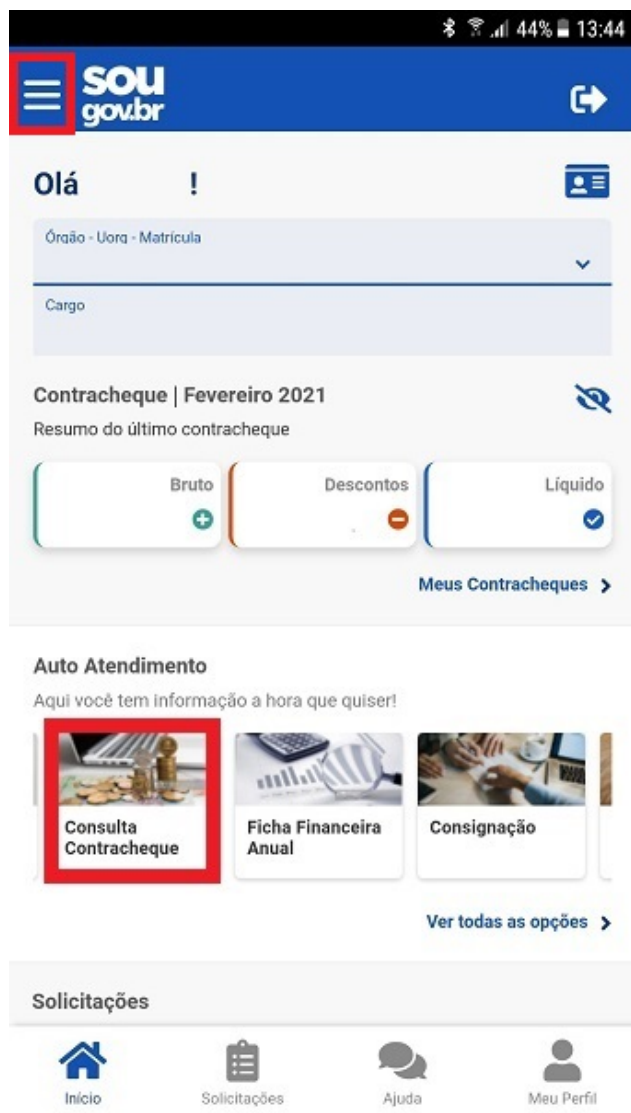 44% 13:44
sou
gov.br
Olá !
Órgão - Uorg - Matrícula
Cargo
Contracheque | Fevereiro 2021
Resumo do último contracheque
Bruto Descontos Líquido
Meus Contracheques
Auto Atendimento
Aqui você tem informação a hora que quiser!
Consulta Ficha Financeira Consignação
Contracheque Anual
Ver todas as opções
Solicitações
Início Solicitações Ajuda Meu Perfil